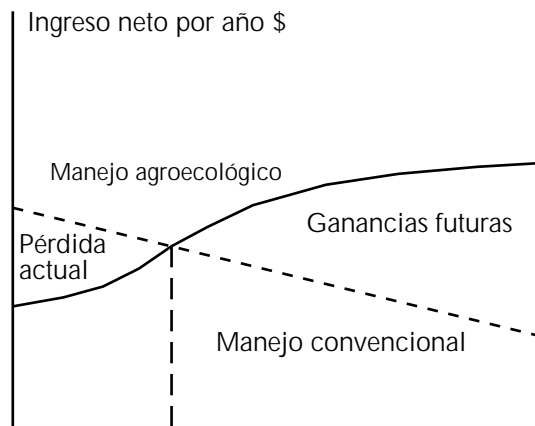 Ingreso neto por año $
Manejo agroecológico
Ganancias futuras
Pérdida
actual
Manejo convencional